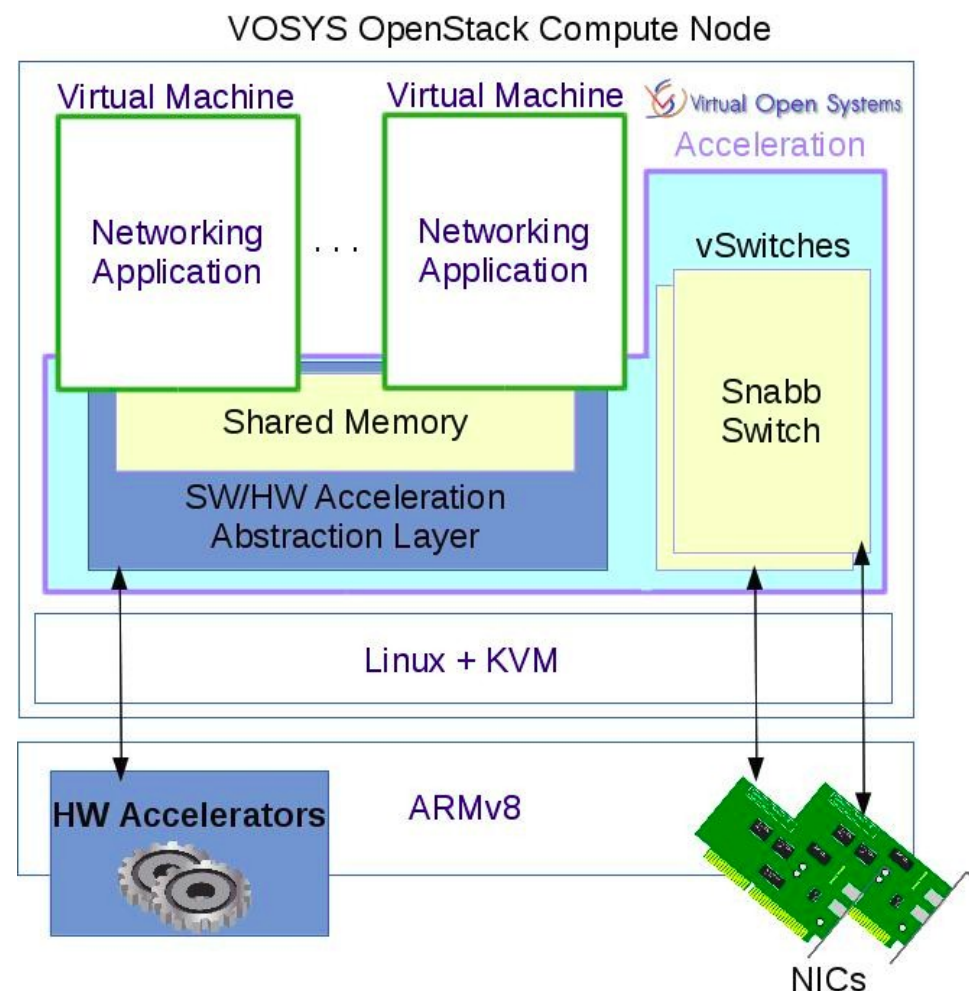 VOSYS OpenStack Compute Node
Virtual Machine
Virtual Machine
Virtual Open Systems
Acceleration
Networking
Application
. . .
Networking
Application
vSwitches
Snabb
Switch
Shared Memory
SW/HW Acceleration
Abstraction Layer
Linux + KVM
HW Accelerators
ARMv8
NICs